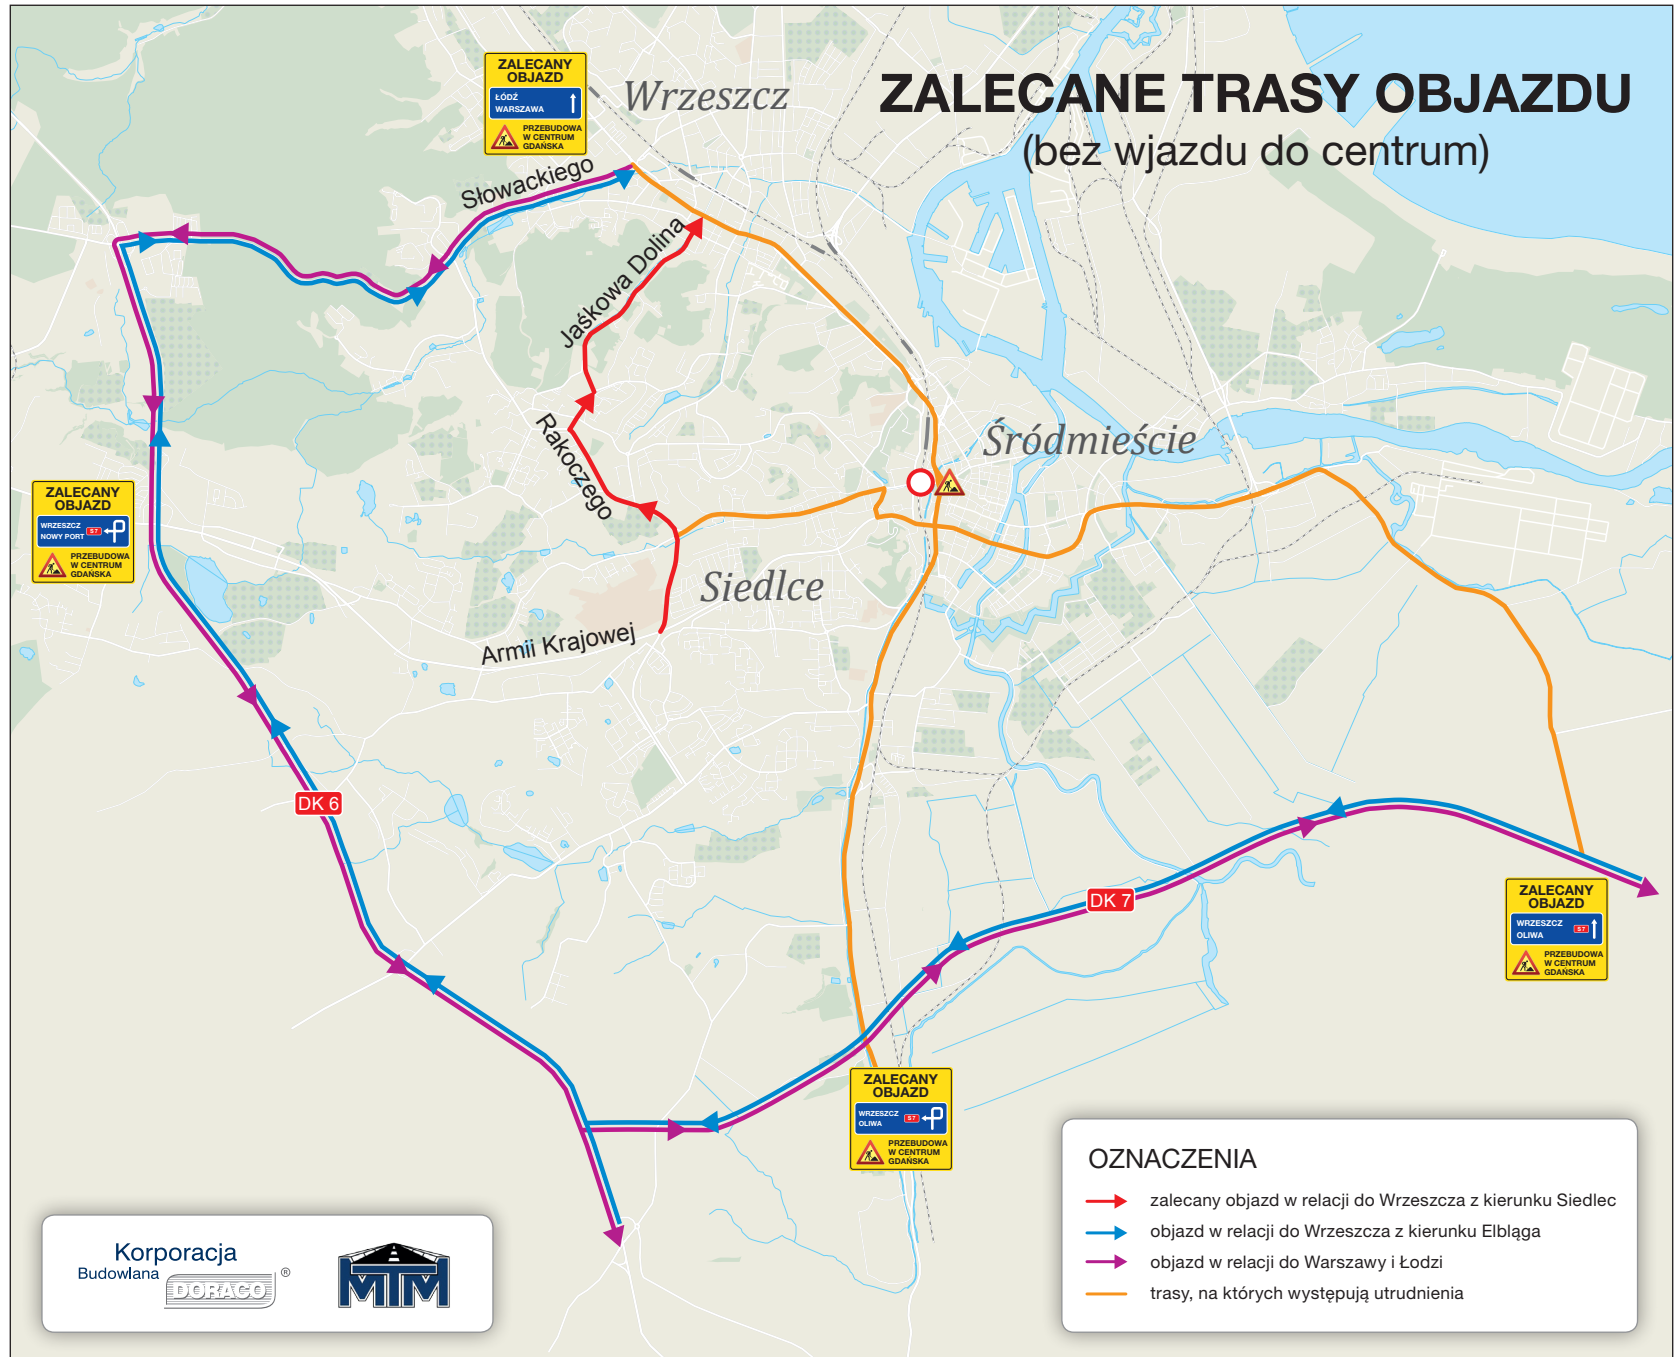 ZALECANE TRASY OBJAZDU
(bez wjazdu do centrum)
ZALECANY
OBJAZD
ŁÓDŹ
WARSZAWA
PRZEBUDOWA
W CENTRUM
GDAŃSKA
Wrzeszcz
Słowackiego
Jaśkowa Dolina
Rakoczego
Śródmieście
ZALECANY
OBJAZD
WRZESZCZ
NOWY PORT
S7
PRZEBUDOWA
W CENTRUM
GDAŃSKA
Siedlce
Armii Krajowej
DK 6
DK 7
ZALECANY
OBJAZD
WRZESZCZ
OLIWA
S7
PRZEBUDOWA
W CENTRUM
GDAŃSKA
ZALECANY
OBJAZD
WRZESZCZ
OLIWA
S7
PRZEBUDOWA
W CENTRUM
GDAŃSKA
OZNACZENIA
zalecany objazd w relacji do Wrzeszcza z kierunku Siedlec
objazd w relacji do Wrzeszcza z kierunku Elbląga
objazd w relacji do Warszawy i Łodzi
trasy, na których występują utrudnienia
Korporacja
Budowlana
DORACO ®
MTM